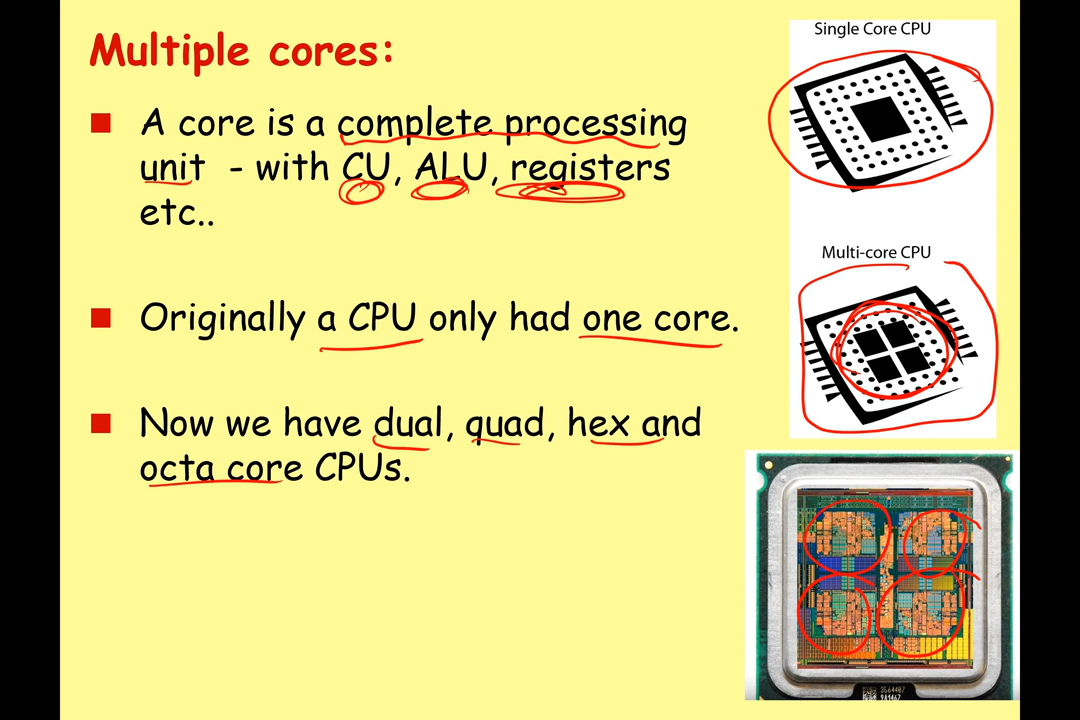 Multiple cores:
A core is a complete processing
unit - with CU, ALU, registers
etc..
Originally a CPU only had one core.
Now we have dual, quad, hex and
octa core CPUs.
Single Core CPU
Multi-core CPU